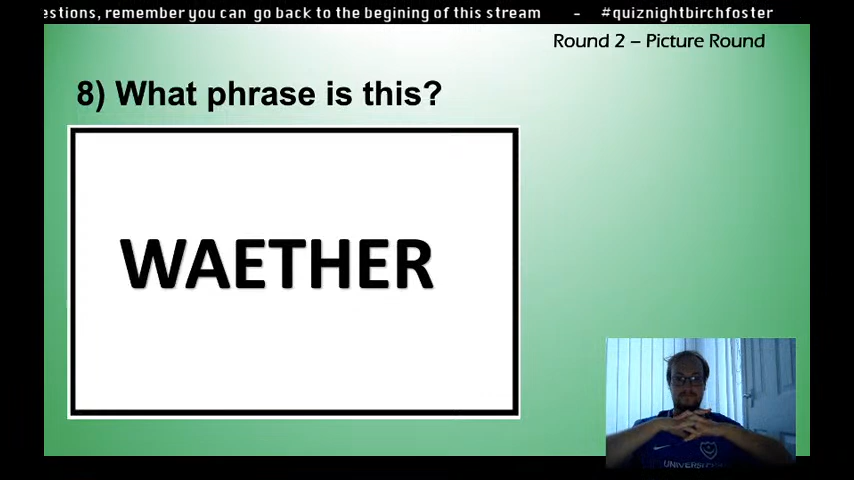 estions, remember you can go back to the begining of this stream - #quiznightbirchfoster
Round 2 – Picture Round
8) What phrase is this?
WAETHER